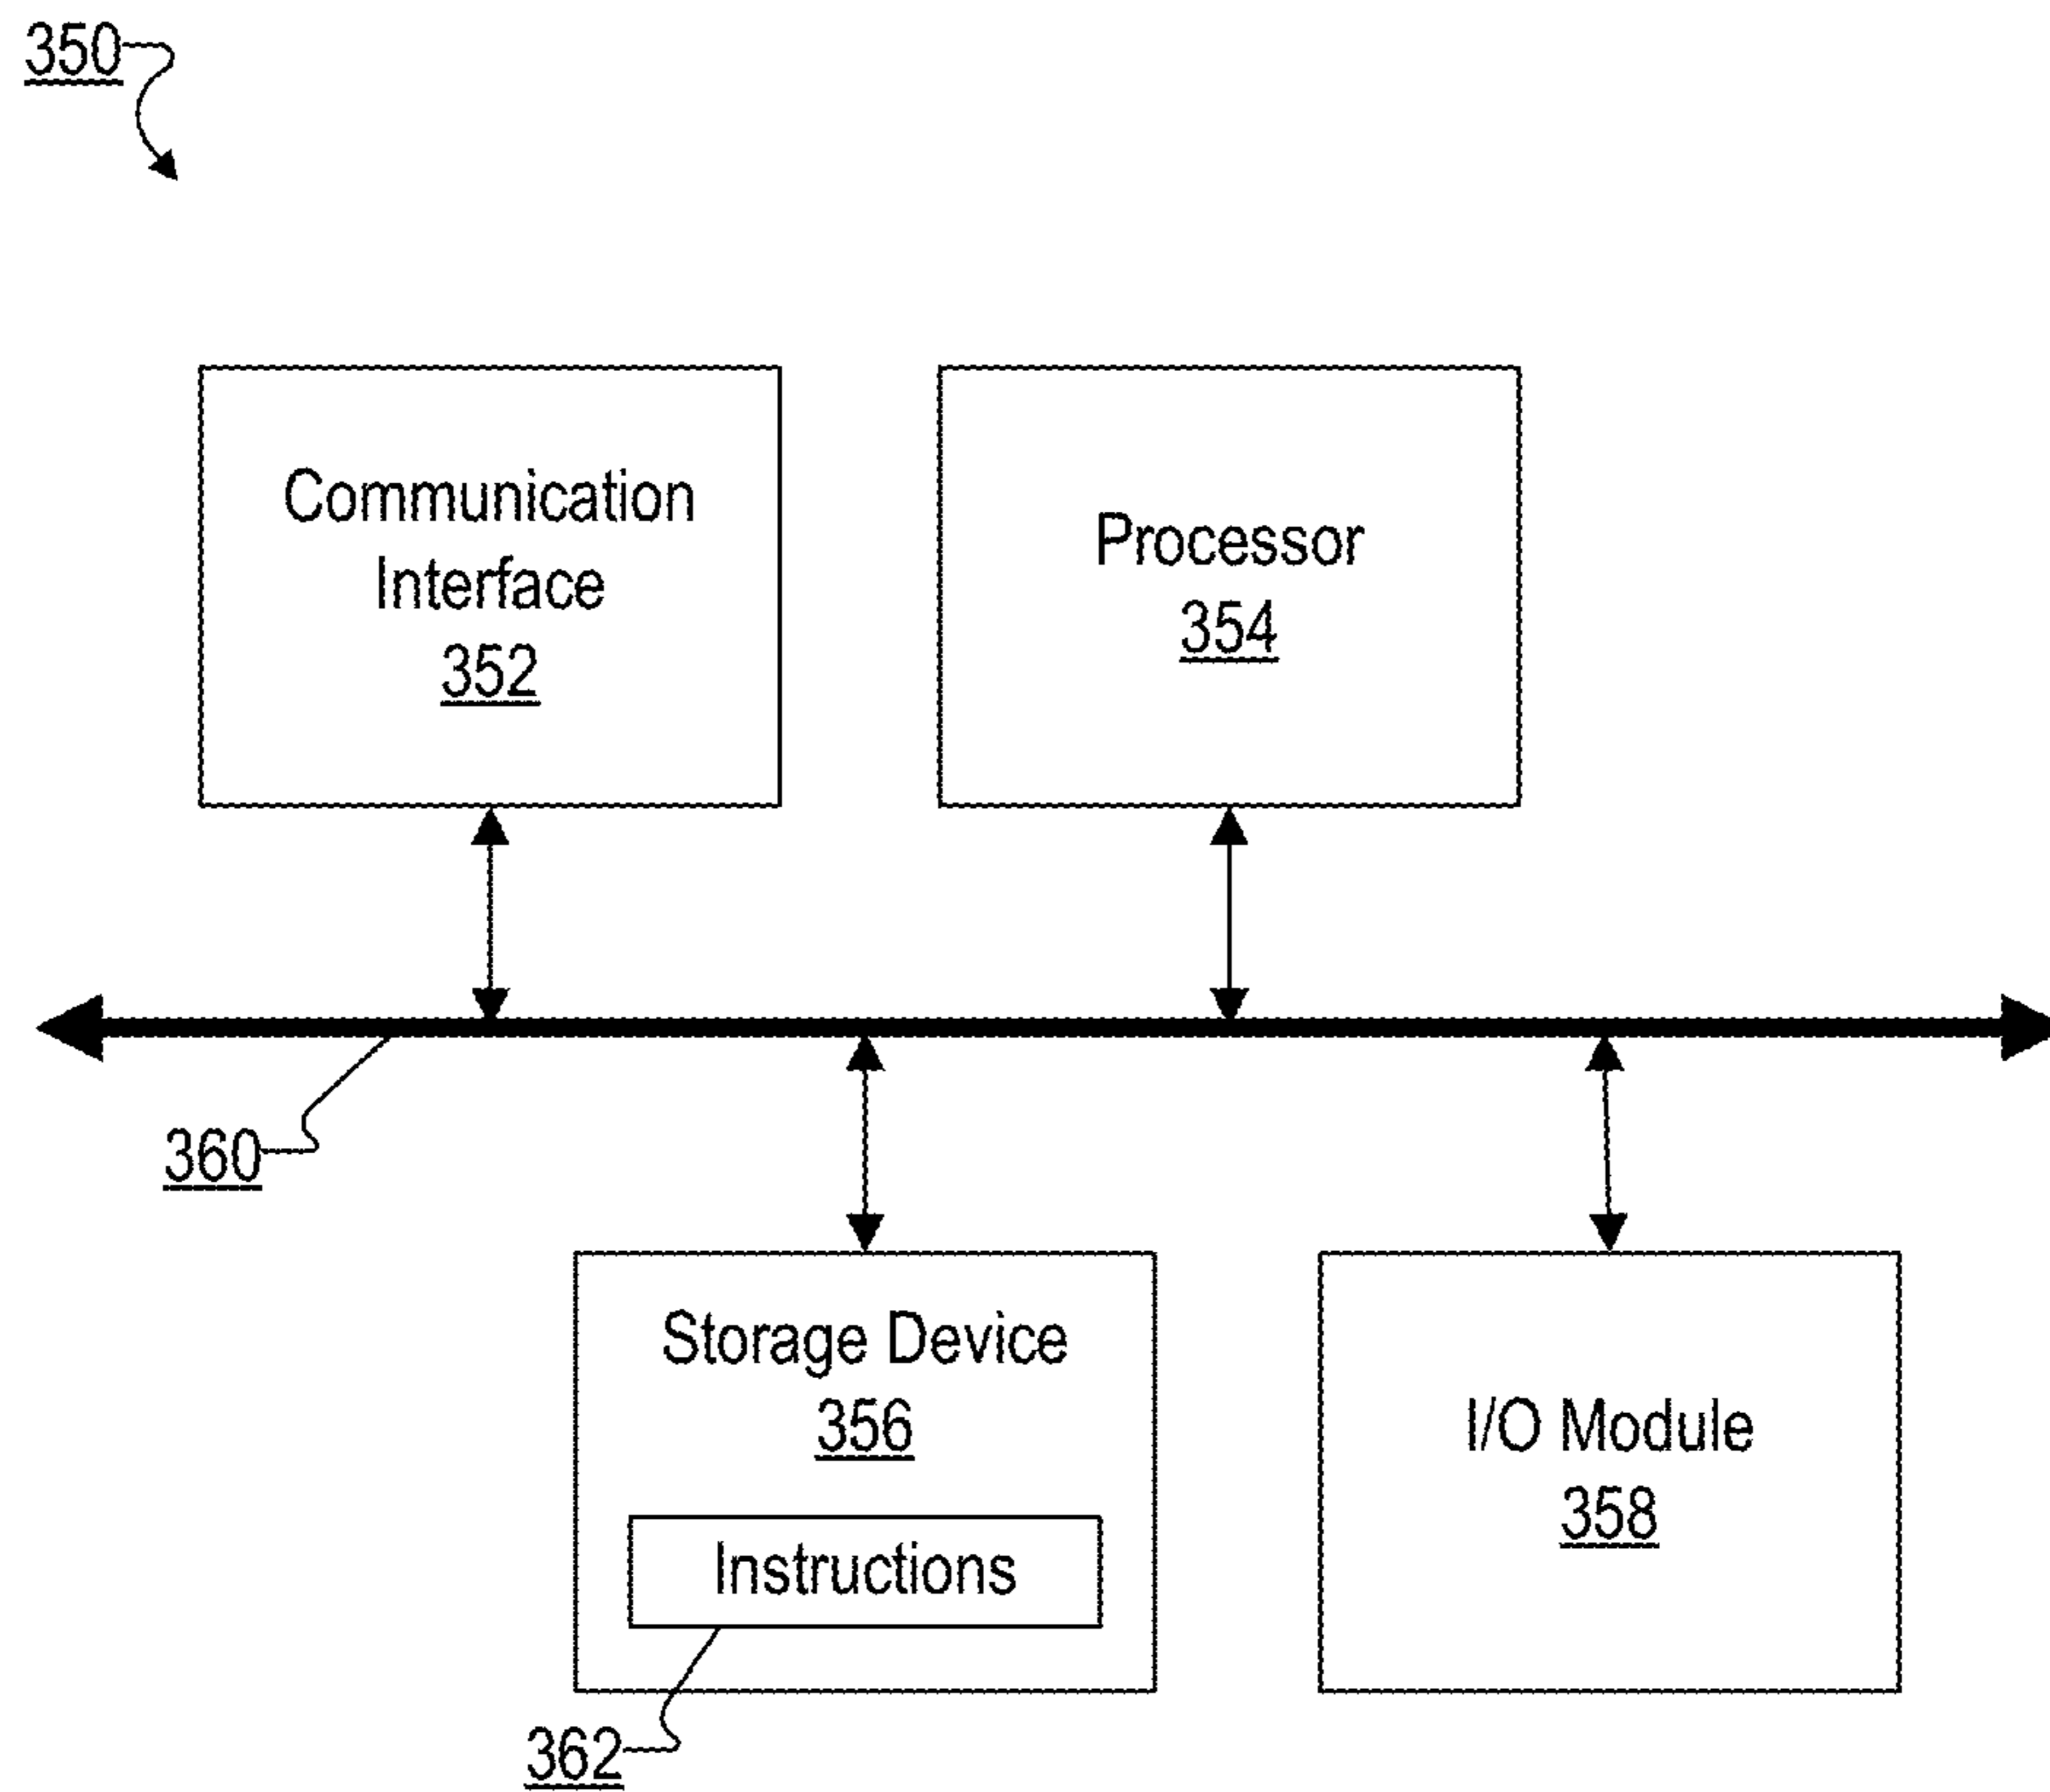 350
Communication
Interface
352
Processor
354
360
Storage Device
356
Instructions
362
I/O Module
358